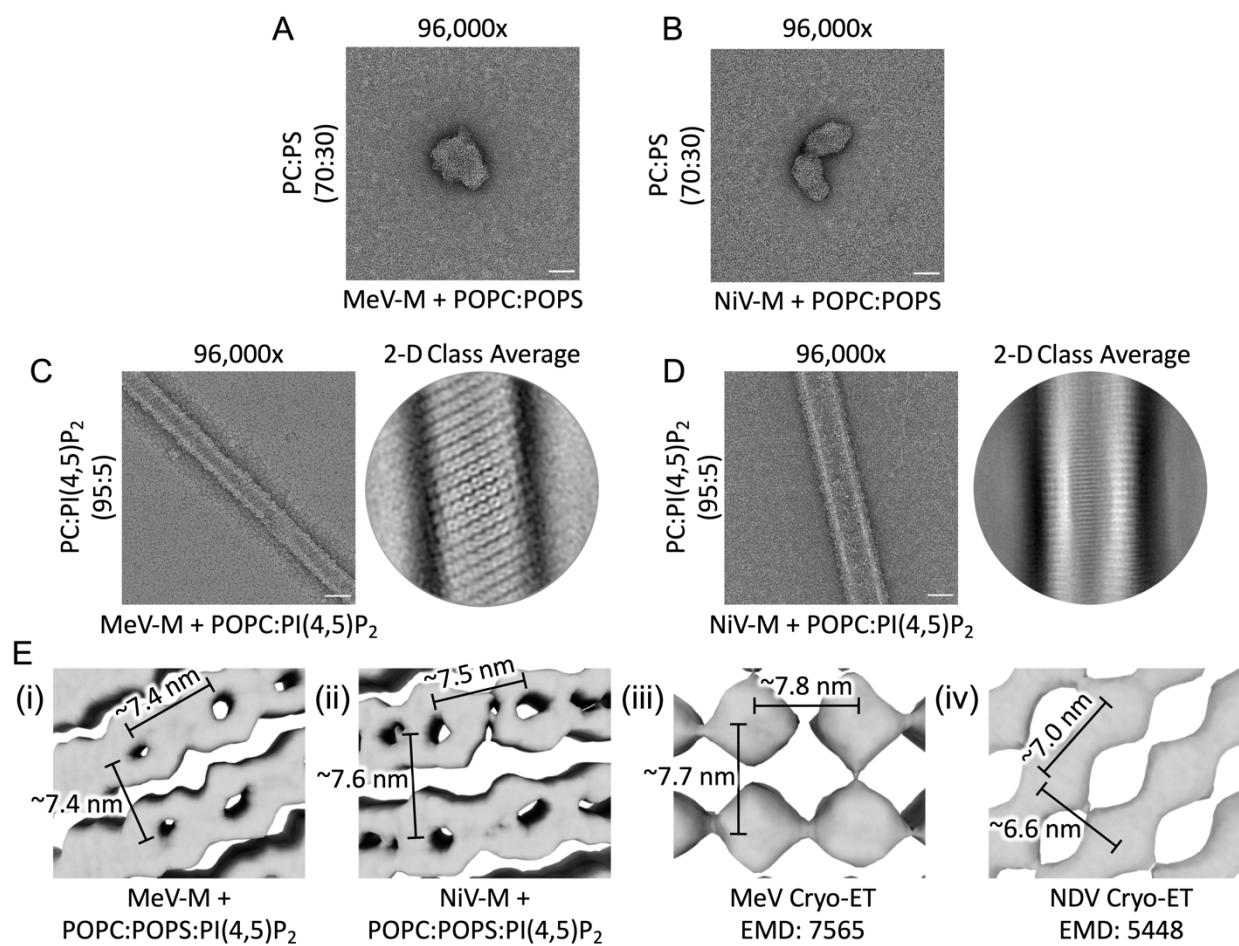 A
96,000x
PC:PS
(70:30)
MeV-M + POPC:POPS
B
96,000x
PC:PS
(70:30)
NiV-M + POPC:POPS
C
96,000x
2-D Class Average
PC:PI(4,5)P₂
(95:5)
MeV-M + POPC:PI(4,5)P₂
D
96,000x
2-D Class Average
PC:PI(4,5)P₂
(95:5)
NiV-M + POPC:PI(4,5)P₂
E
(i)
~7.4 nm
~7.4 nm
MeV-M +
POPC:POPS:PI(4,5)P₂
(ii)
~7.5 nm
~7.6 nm
NiV-M +
POPC:POPS:PI(4,5)P₂
(iii)
~7.8 nm
~7.7 nm
MeV Cryo-ET
EMD: 7565
(iv)
~7.0 nm
~6.6 nm
NDV Cryo-ET
EMD: 5448